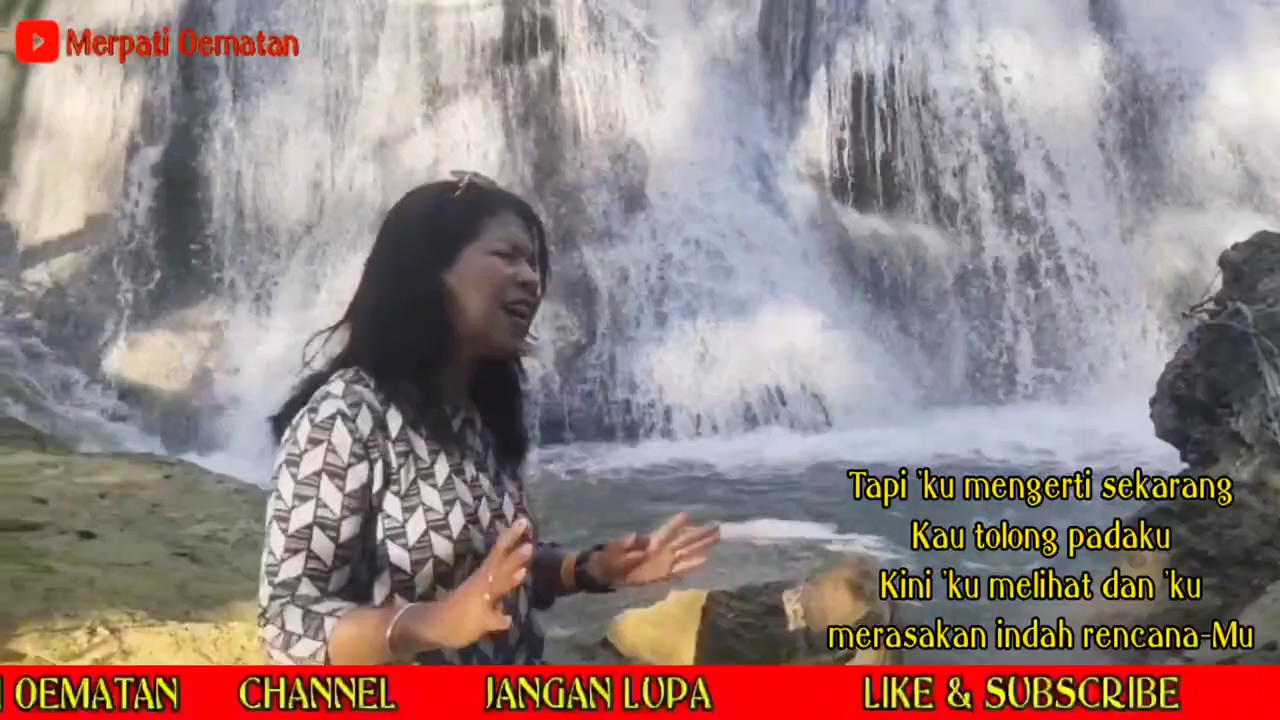 Merpati Oematan
Tapi 'ku mengerti sekarang
Kau tolong padaku
Kini 'ku melihat dan 'ku
merasakan indah rencana-Mu
OEMATAN CHANNEL JANGAN LUPA LIKE & SUBSCRIBE